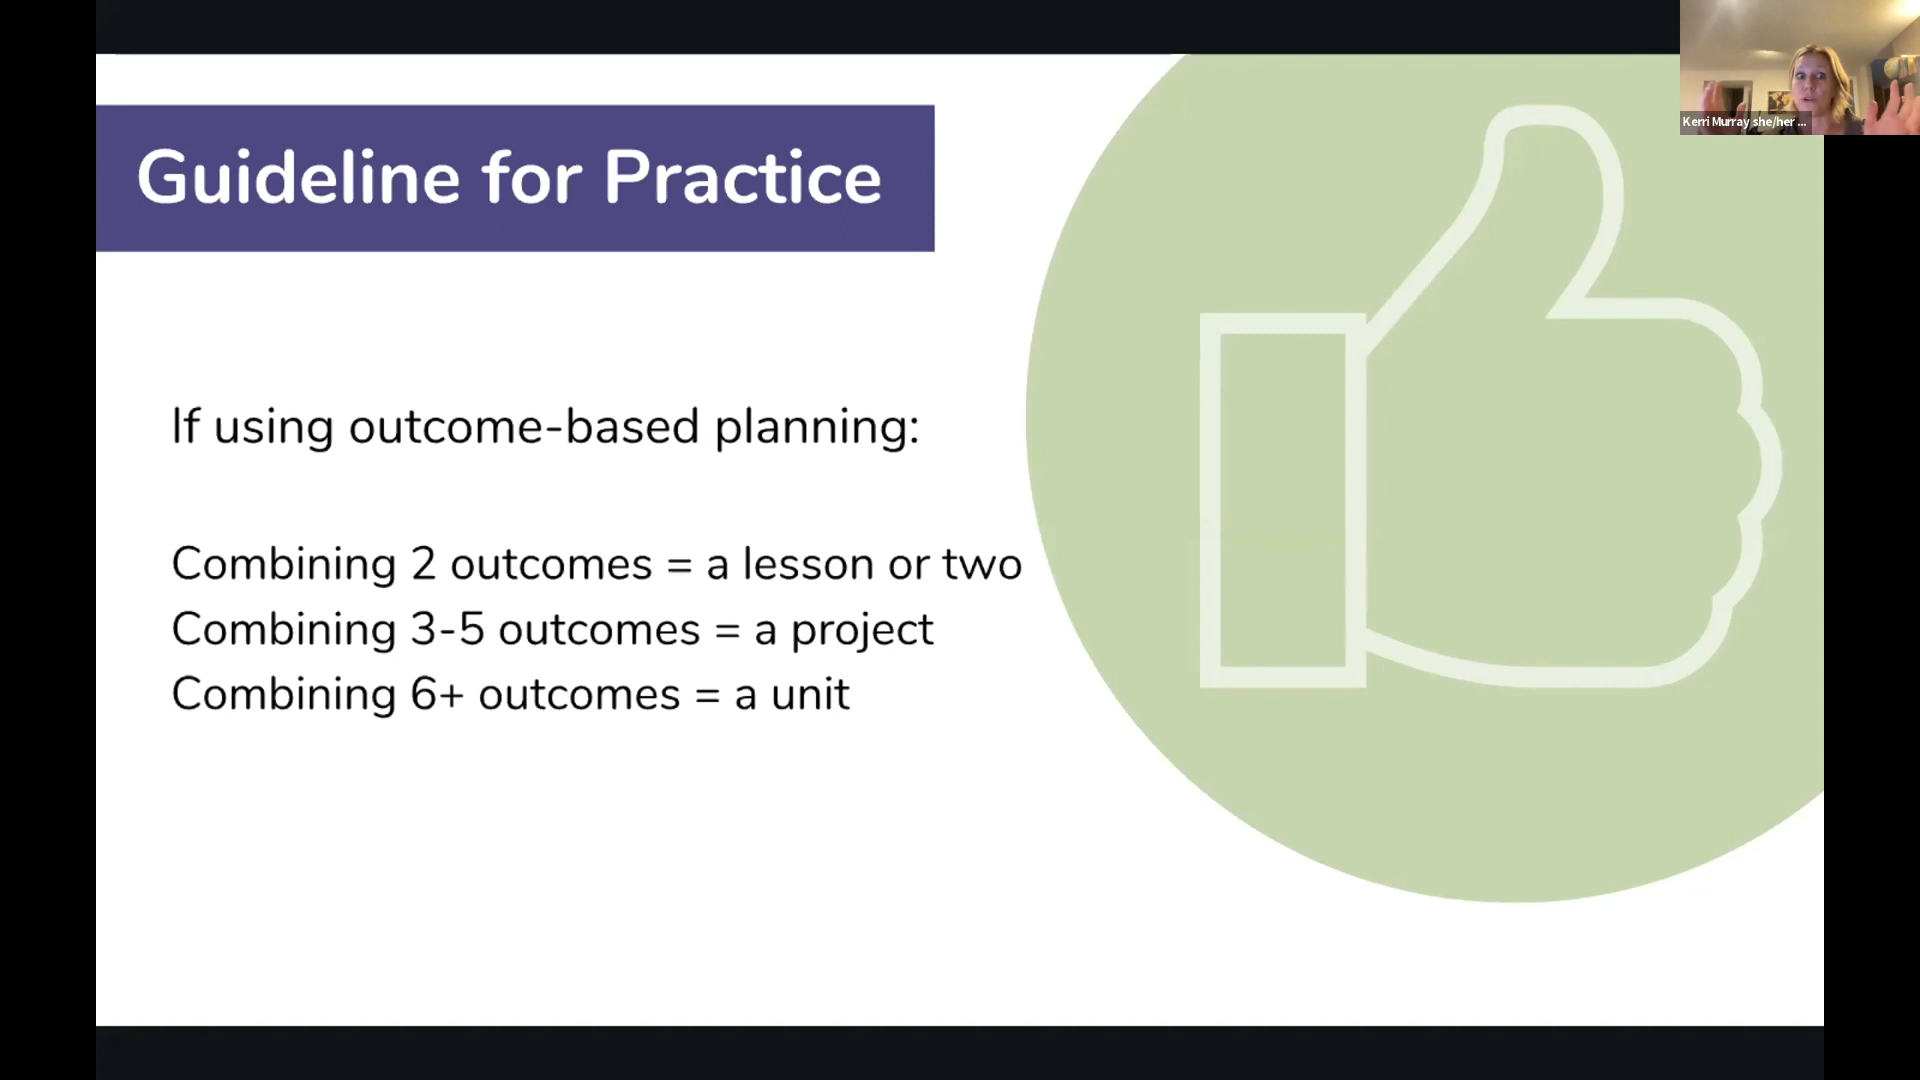 Guideline for Practice
Kerri Murray she/her ...
If using outcome-based planning:
Combining 2 outcomes = a lesson or two
Combining 3-5 outcomes = a project
Combining 6+ outcomes = a unit